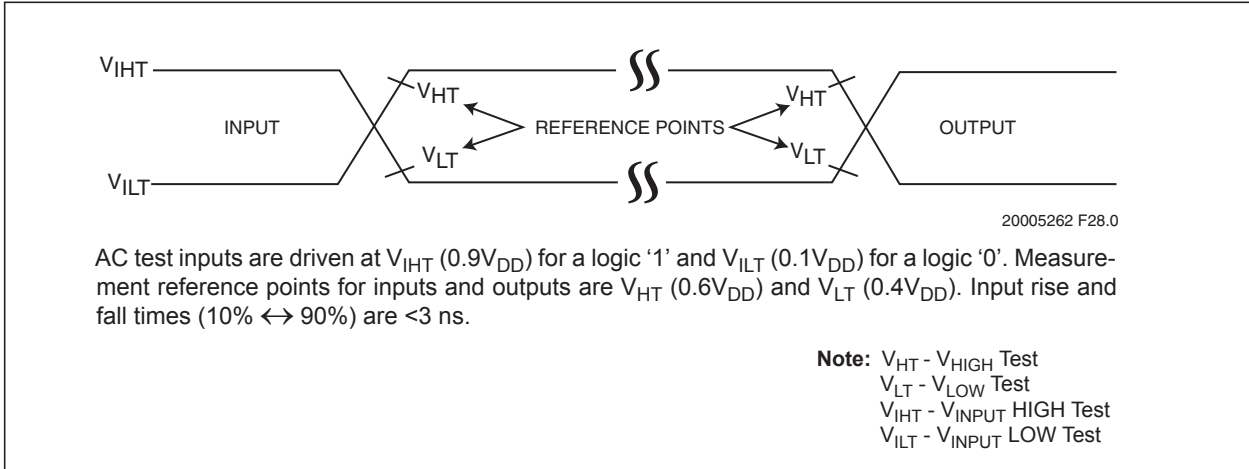 VIHT
VHT
VHT
INPUT
REFERENCE POINTS
OUTPUT
VLT
VLT
VILT
20005262 F28.0
AC test inputs are driven at VIHT (0.9VDD) for a logic ‘1’ and VILT (0.1VDD) for a logic ‘0’. Measure-
ment reference points for inputs and outputs are VHT (0.6VDD) and VLT (0.4VDD). Input rise and
fall times (10% ↔ 90%) are <3 ns.
Note: VHT - VHIGH Test
VLT - VLOW Test
VIHT - VINPUT HIGH Test
VILT - VINPUT LOW Test